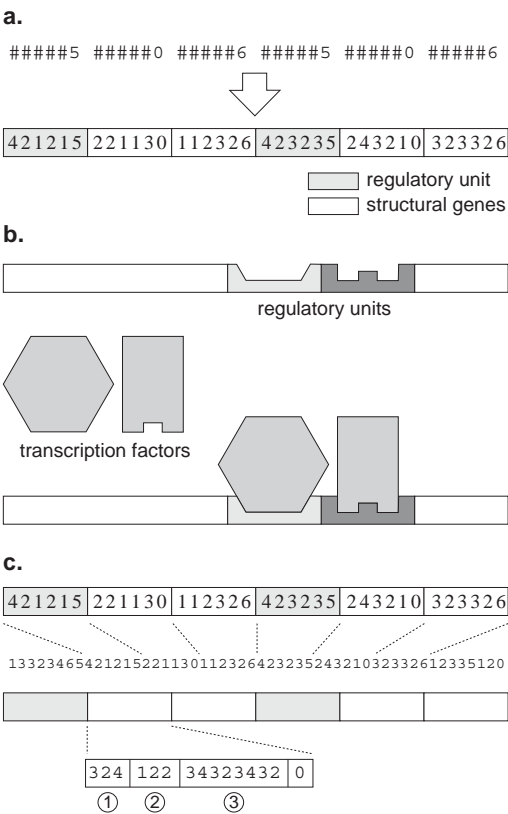 a.
#####5 #####0 #####6 #####5 #####0 #####6
421215 221130 112326 423235 243210 323326
regulatory unit
structural genes
b.
regulatory units
transcription factors
c.
421215 221130 112326 423235 243210 323326
1332346542121522113011232642323524321032332612335120
324 122 34323432 0
① ② ③